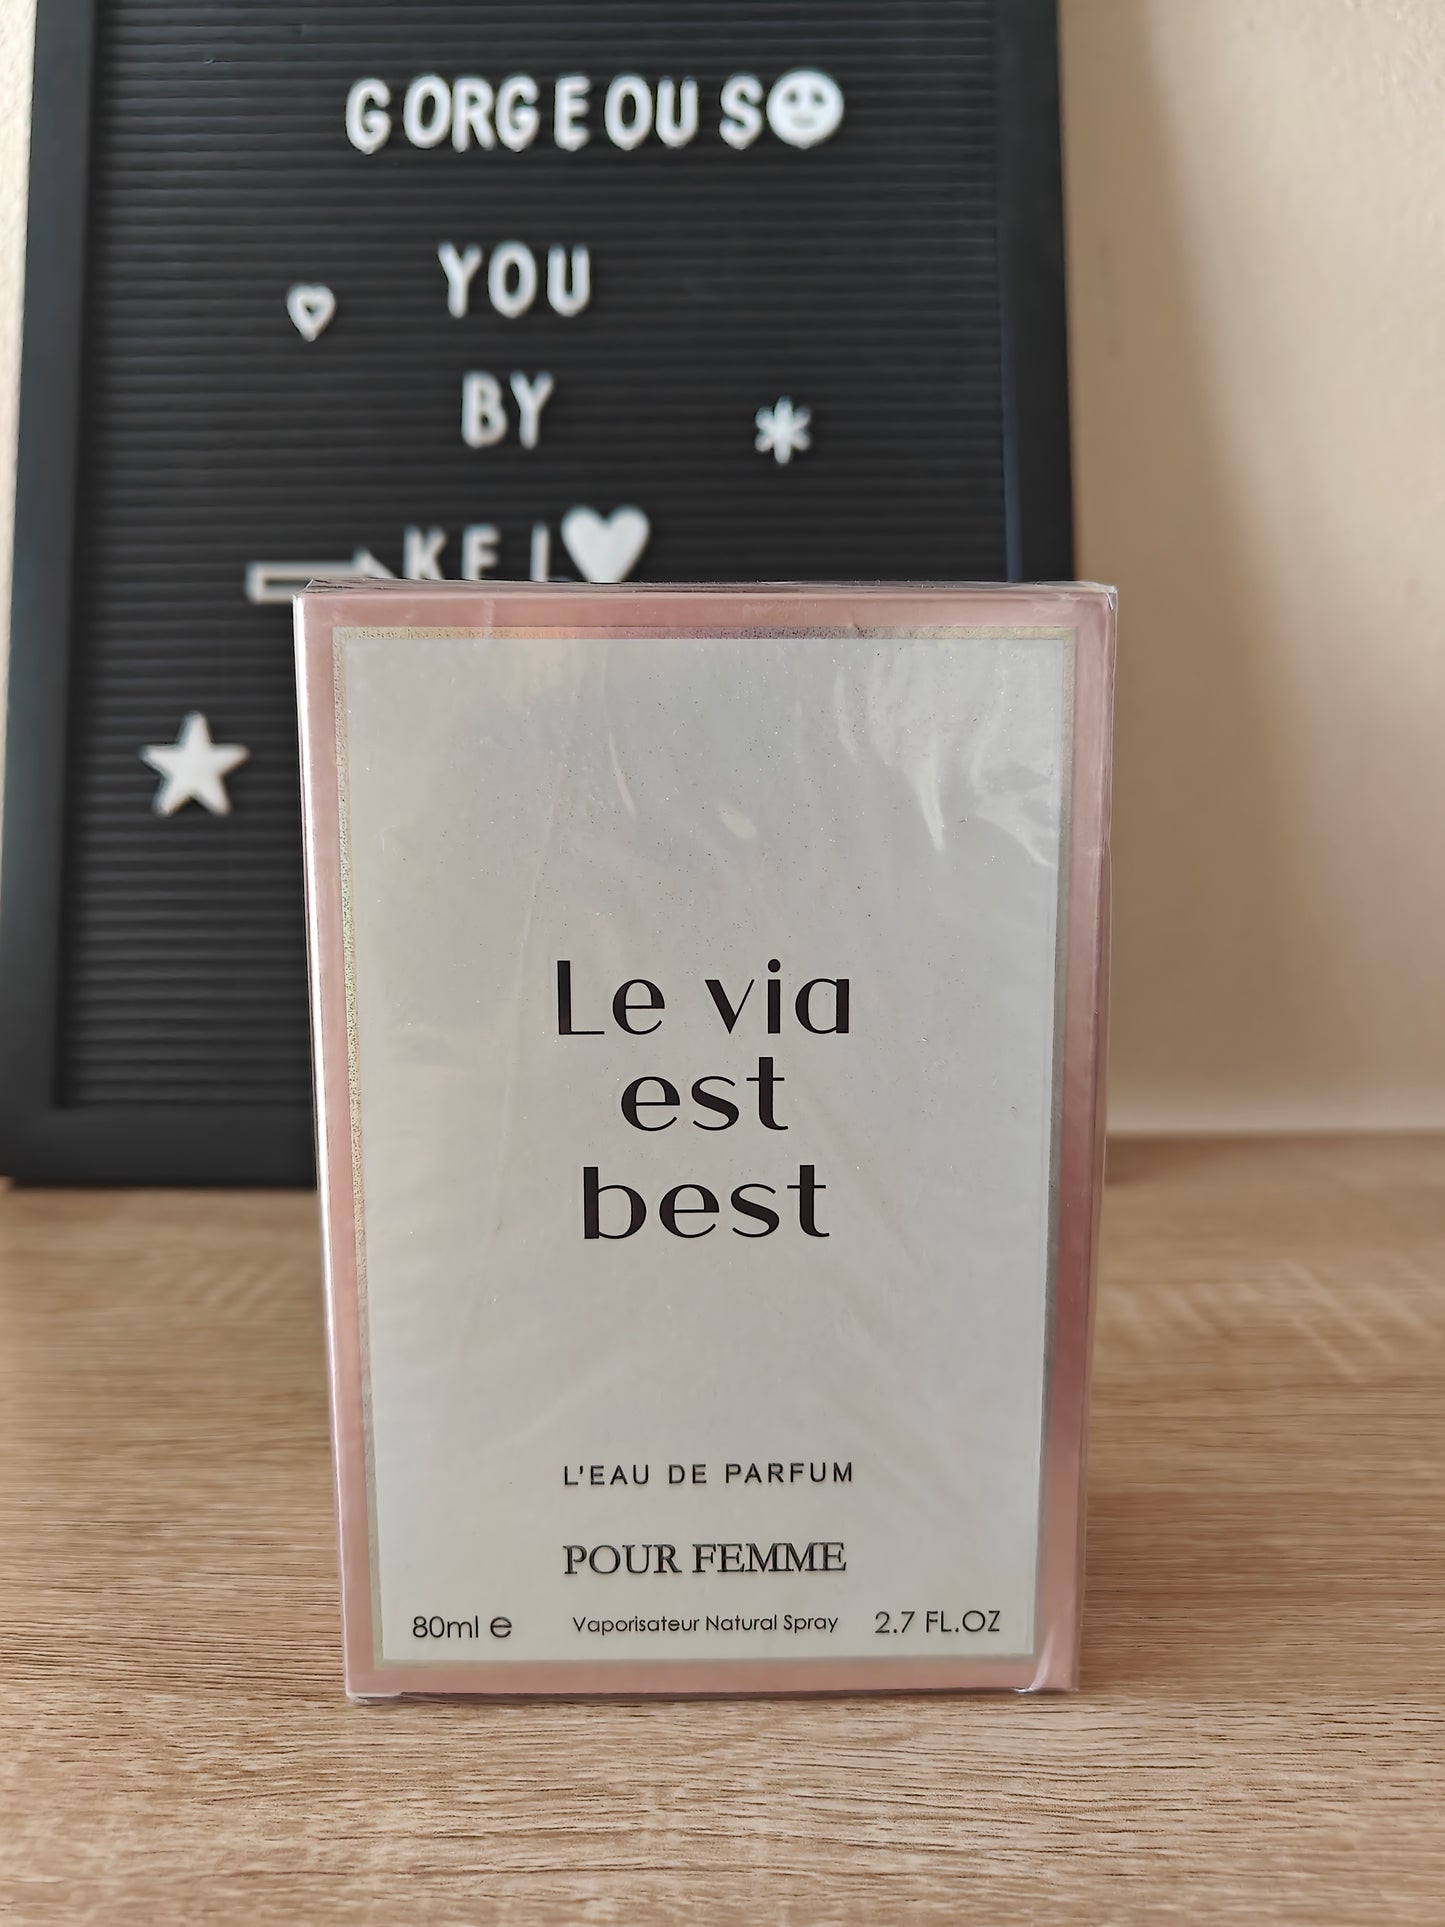 GORGEOUS
YOU
BY
Le via
est
best
L'EAU DE PARFUM
POUR FEMME
80ml e Vaporisateur Natural Spray 2.7 FL.OZ